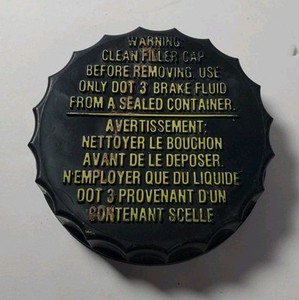 WARNING
CLEAN FILLER CAP
BEFORE REMOVING. USE
ONLY DOT 3 BRAKE FLUID
FROM A SEALED CONTAINER.
AVERTISSEMENT:
NETTOYER LE BOUCHON
AVANT DE LE DEPOSER.
N'EMPLOYER QUE DU LIQUIDE
DOT 3 PROVENANT D'UN
CONTENANT SCELLE